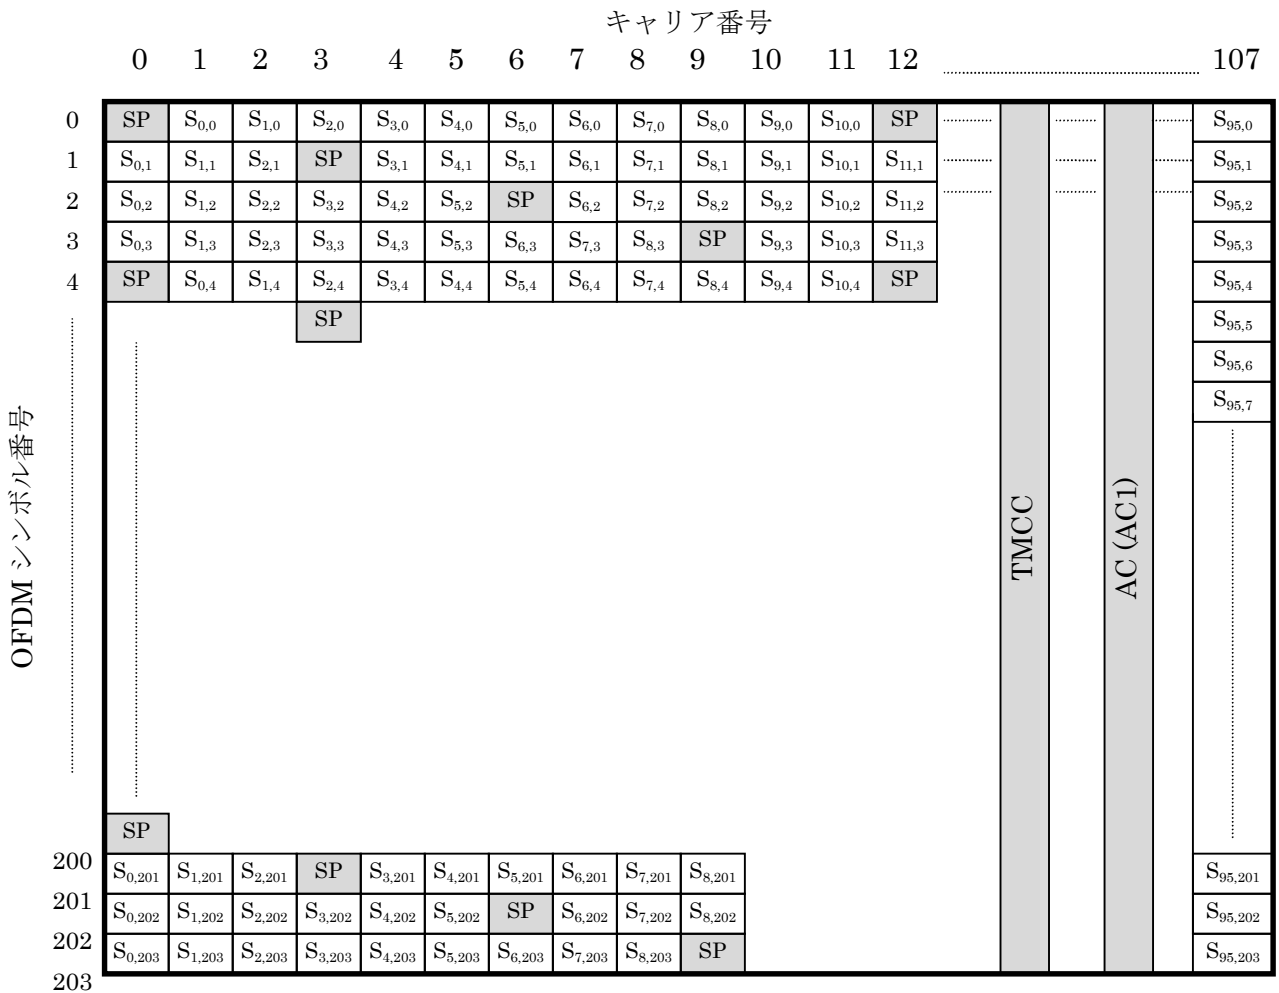 キャリア番号
0 1 2 3 4 5 6 7 8 9 10 11 12 107
0 SP S0,0 S1,0 S2,0 S3,0 S4,0 S5,0 S6,0 S7,0 S8,0 S9,0 S10,0 SP S95,0
1 S0,1 S1,1 S2,1 SP S3,1 S4,1 S5,1 S6,1 S7,1 S8,1 S9,1 S10,1 S11,1 S95,1
2 S0,2 S1,2 S2,2 S3,2 S4,2 S5,2 SP S6,2 S7,2 S8,2 S9,2 S10,2 S11,2 S95,2
3 S0,3 S1,3 S2,3 S3,3 S4,3 S5,3 S6,3 S7,3 S8,3 SP S9,3 S10,3 S11,3 S95,3
4 SP S0,4 S1,4 S2,4 S3,4 S4,4 S5,4 S6,4 S7,4 S8,4 S9,4 S10,4 SP S95,4
SP S95,5
S95,6
S95,7
OFDM シンボル番号
TMCC
AC (AC1)
SP
200 S0,201 S1,201 S2,201 SP S3,201 S4,201 S5,201 S6,201 S7,201 S8,201 S95,201
201 S0,202 S1,202 S2,202 S3,202 S4,202 S5,202 SP S6,202 S7,202 S8,202 S95,202
202 S0,203 S1,203 S2,203 S3,203 S4,203 S5,203 S6,203 S7,203 S8,203 SP S95,203
203